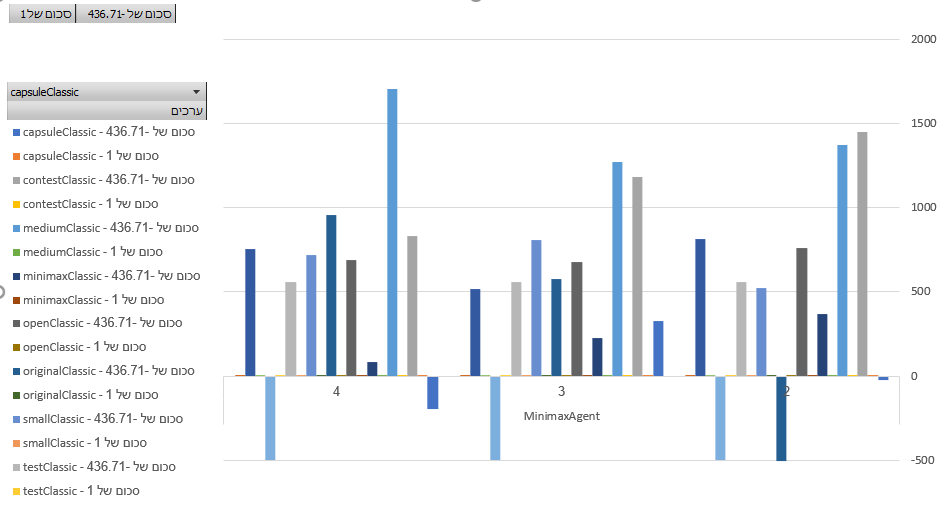 סכום של 1 סכום של -436.71
capsuleClassic
ערכים
capsuleClassic - סכום של -436.71
capsuleClassic - סכום של 1
contestClassic - סכום של -436.71
contestClassic - סכום של 1
mediumClassic - סכום של -436.71
mediumClassic - סכום של 1
minimaxClassic - סכום של -436.71
minimaxClassic - סכום של 1
openClassic - סכום של -436.71
openClassic - סכום של 1
originalClassic - סכום של -436.71
originalClassic - סכום של 1
smallClassic - סכום של -436.71
smallClassic - סכום של 1
testClassic - סכום של -436.71
testClassic - סכום של 1
2000
1500
1000
500
0
-500
4 3 2
MinimaxAgent